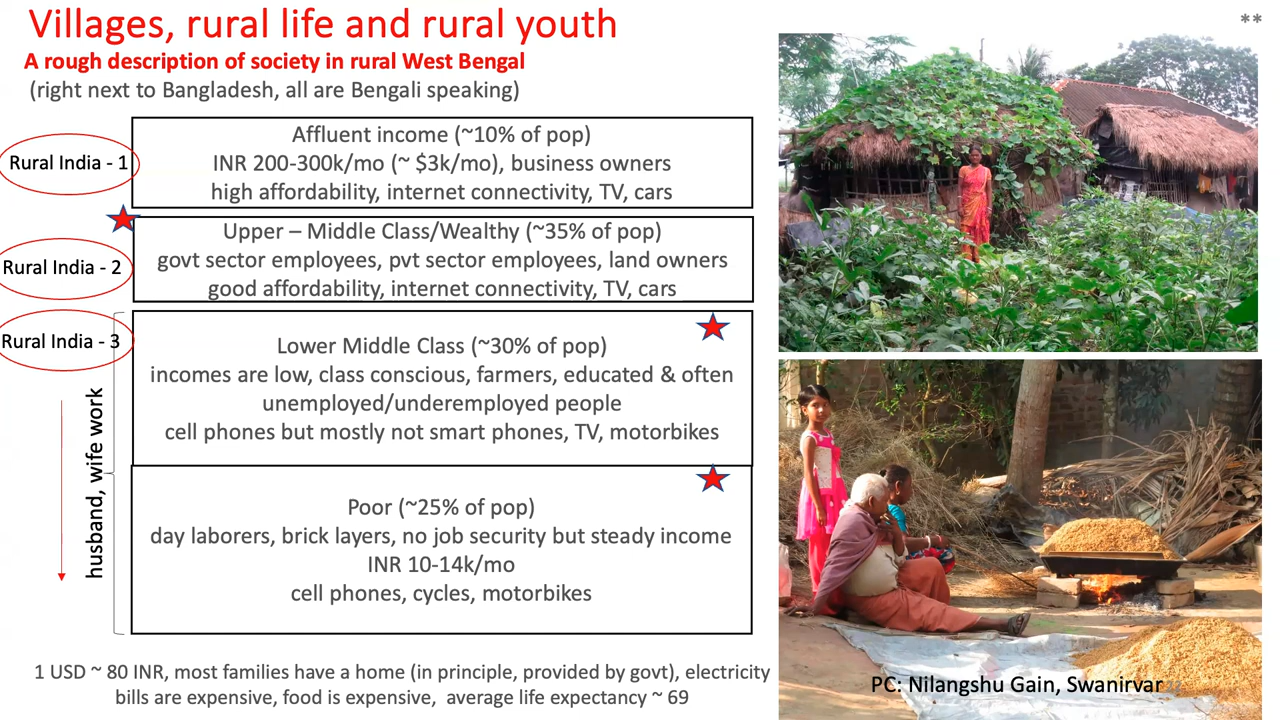 Villages, rural life and rural youth
**
A rough description of society in rural West Bengal
(right next to Bangladesh, all are Bengali speaking)
Rural India - 1
Affluent income (~10% of pop)
INR 200-300k/mo (~ $3k/mo), business owners
high affordability, internet connectivity, TV, cars
Rural India - 2
Upper – Middle Class/Wealthy (~35% of pop)
govt sector employees, pvt sector employees, land owners
good affordability, internet connectivity, TV, cars
Rural India - 3
husband, wife work
Lower Middle Class (~30% of pop)
incomes are low, class conscious, farmers, educated & often
unemployed/underemployed people
cell phones but mostly not smart phones, TV, motorbikes
Poor (~25% of pop)
day laborers, brick layers, no job security but steady income
INR 10-14k/mo
cell phones, cycles, motorbikes
1 USD ~ 80 INR, most families have a home (in principle, provided by govt), electricity
bills are expensive, food is expensive, average life expectancy ~ 69
PC: Nilangshu Gain, Swanirvar